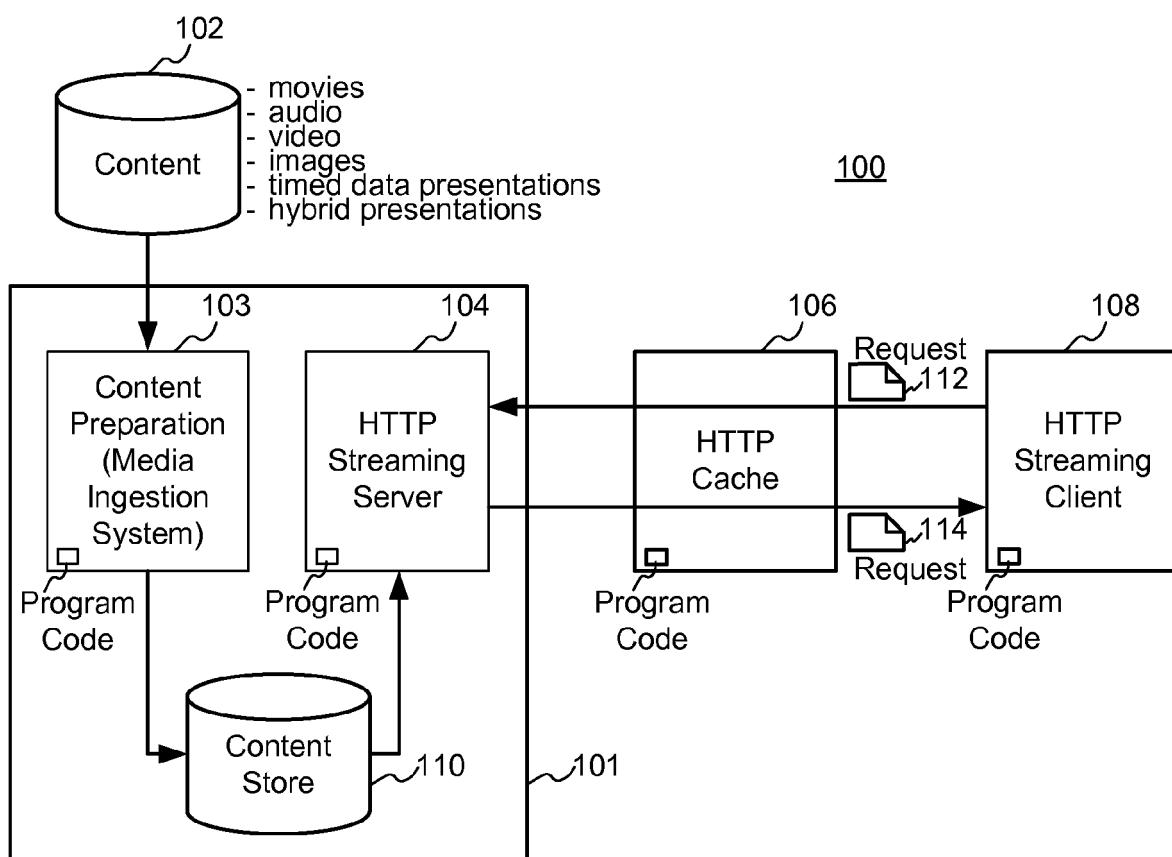 102
- movies
- audio
- video
- images
- timed data presentations
- hybrid presentations
Content
100
103
104
106
108
Content
Preparation
(Media
Ingestion
System)
HTTP
Streaming
Server
HTTP
Cache
Request
112
114
Request
HTTP
Streaming
Client
Program
Code
Program
Code
Program
Code
Program
Code
Content
Store
110
101